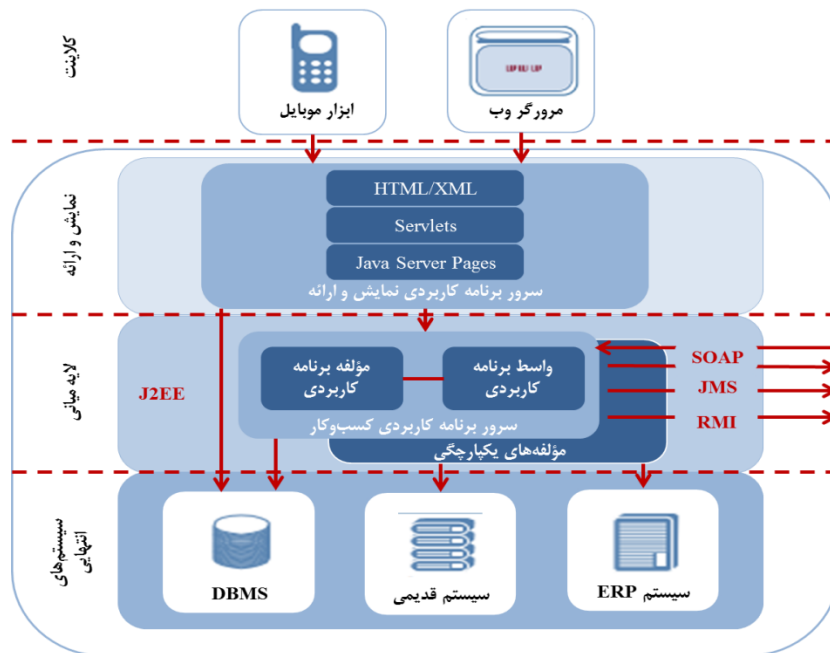 کلاینت
ابزار موبایل
مرورگر وب
نمایش و ارائه
HTML/XML
Servlets
Java Server Pages
سرور برنامه کاربردی نمایش و ارائه
لایه میانی
J2EE
مؤلفه برنامه
کاربردی
واسط برنامه
کاربردی
سرور برنامه کاربردی کسب‌وکار
مؤلفه‌های یکپارچگی
SOAP
JMS
RMI
سیستم‌های
انتهایی
DBMS
سیستم قدیمی
سیستم ERP